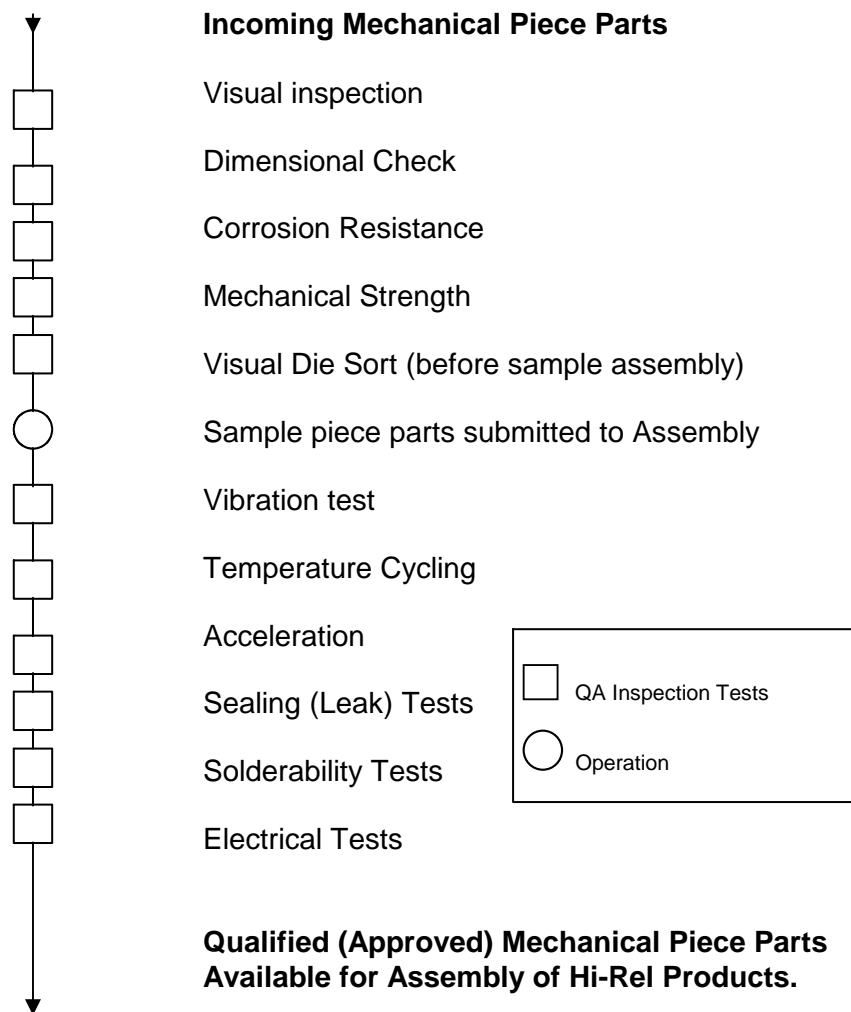 Incoming Mechanical Piece Parts
Visual inspection
Dimensional Check
Corrosion Resistance
Mechanical Strength
Visual Die Sort (before sample assembly)
Sample piece parts submitted to Assembly
Vibration test
Temperature Cycling
Acceleration
Sealing (Leak) Tests
Solderability Tests
Electrical Tests
QA Inspection Tests
Operation
Qualified (Approved) Mechanical Piece Parts
Available for Assembly of Hi-Rel Products.